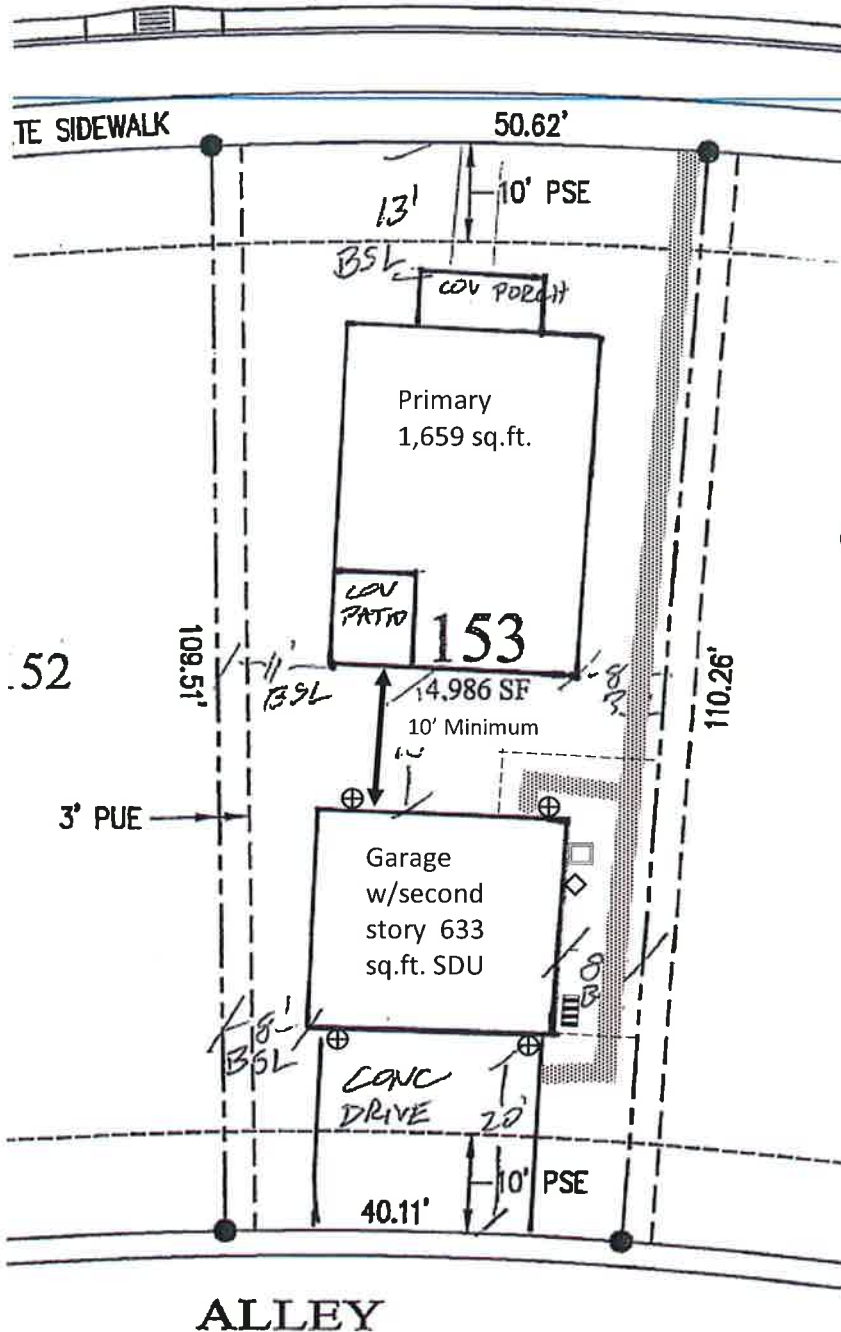 TE SIDEWALK
50.62'
10' PSE
13'
BSL
COV PORCH
Primary
1,659 sq.ft.
COV
PATIO
153
4,986 SF
10' Minimum
52
109.51'
11'
BSL
8
110.26'
3' PUE
Garage
w/second
story 633
sq.ft. SDU
8
B
8'
BSL
CONC
DRIVE
20'
10' PSE
40.11'
ALLEY